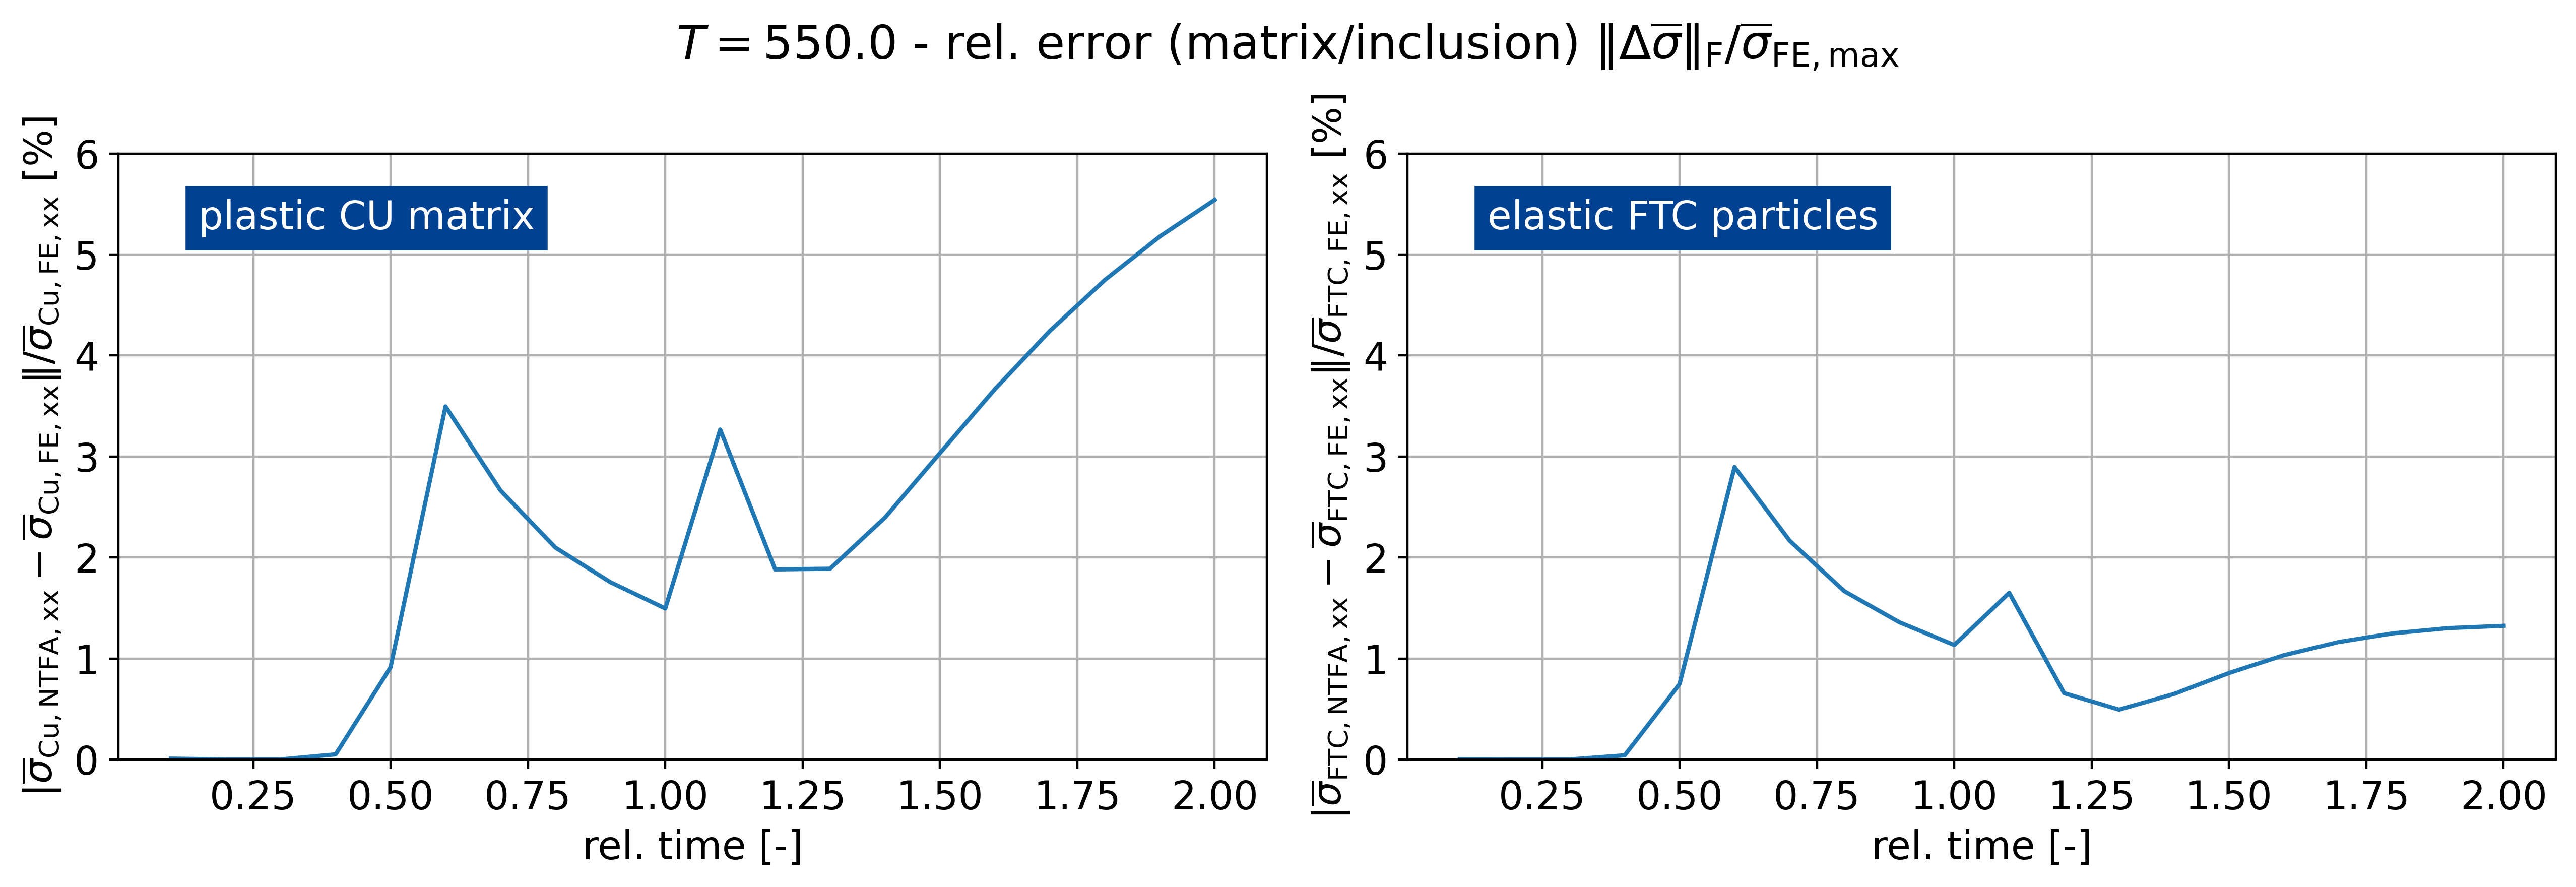 T = 550.0 - rel. error (matrix/inclusion) ‖Δσ̅‖F/σ̅FE, max
|σ̅Cu, NTFA, xx − σ̅Cu, FE, xx‖/σ̅Cu, FE, xx [%]
6
5
4
3
2
1
0
plastic CU matrix
0.25 0.50 0.75 1.00 1.25 1.50 1.75 2.00
rel. time [-]
|σ̅FTC, NTFA, xx − σ̅FTC, FE, xx‖/σ̅FTC, FE, xx [%]
6
5
4
3
2
1
0
elastic FTC particles
0.25 0.50 0.75 1.00 1.25 1.50 1.75 2.00
rel. time [-]